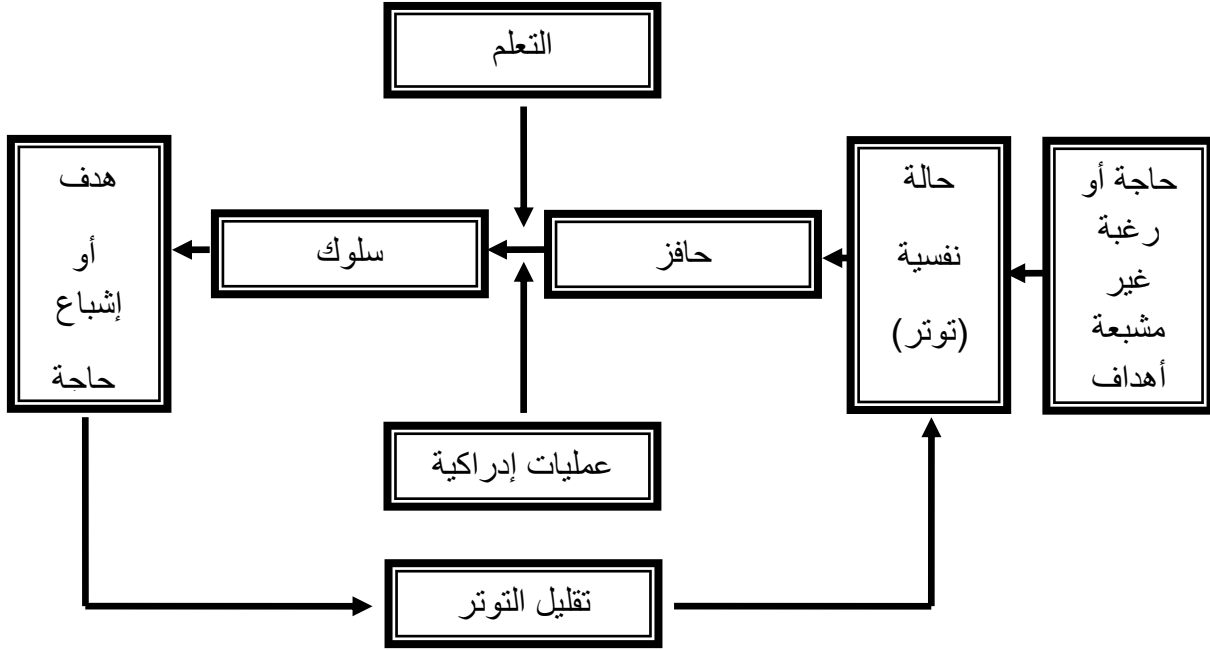 التعلم
حاجة أو
رغبة
غير
مشبعة
أهداف
حالة
نفسية
(توتر)
حافز
سلوك
هدف
أو
إشباع
حاجة
عمليات إدراكية
تقليل التوتر